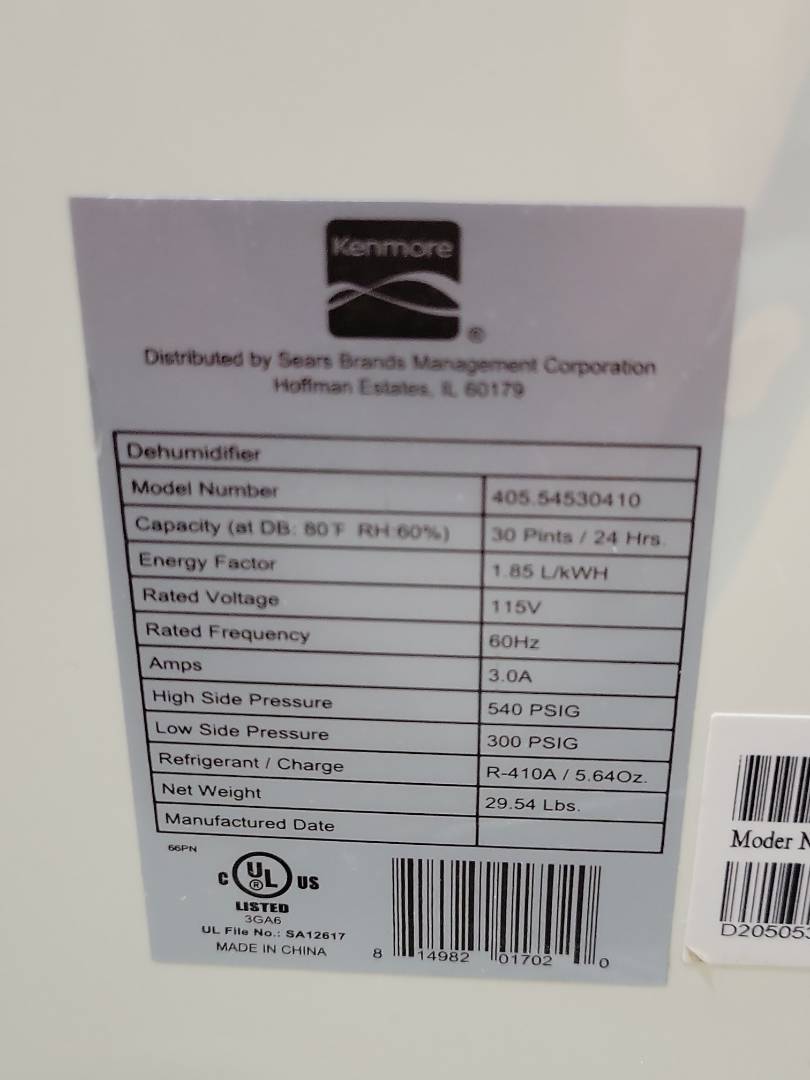 Kenmore
®
Distributed by Sears Brands Management Corporation
Hoffman Estates, IL 60179
Dehumidifier
Model Number 405.54530410
Capacity (at DB: 80°F RH:60%) 30 Pints / 24 Hrs.
Energy Factor 1.85 L/kWH
Rated Voltage 115V
Rated Frequency 60Hz
Amps 3.0A
High Side Pressure 540 PSIG
Low Side Pressure 300 PSIG
Refrigerant / Charge R-410A / 5.64Oz.
Net Weight 29.54 Lbs.
Manufactured Date
66PN
C UL ® US
LISTED
3GA6
UL File No.: SA12617
MADE IN CHINA
8 14982 01702 0
Moder N
D205053